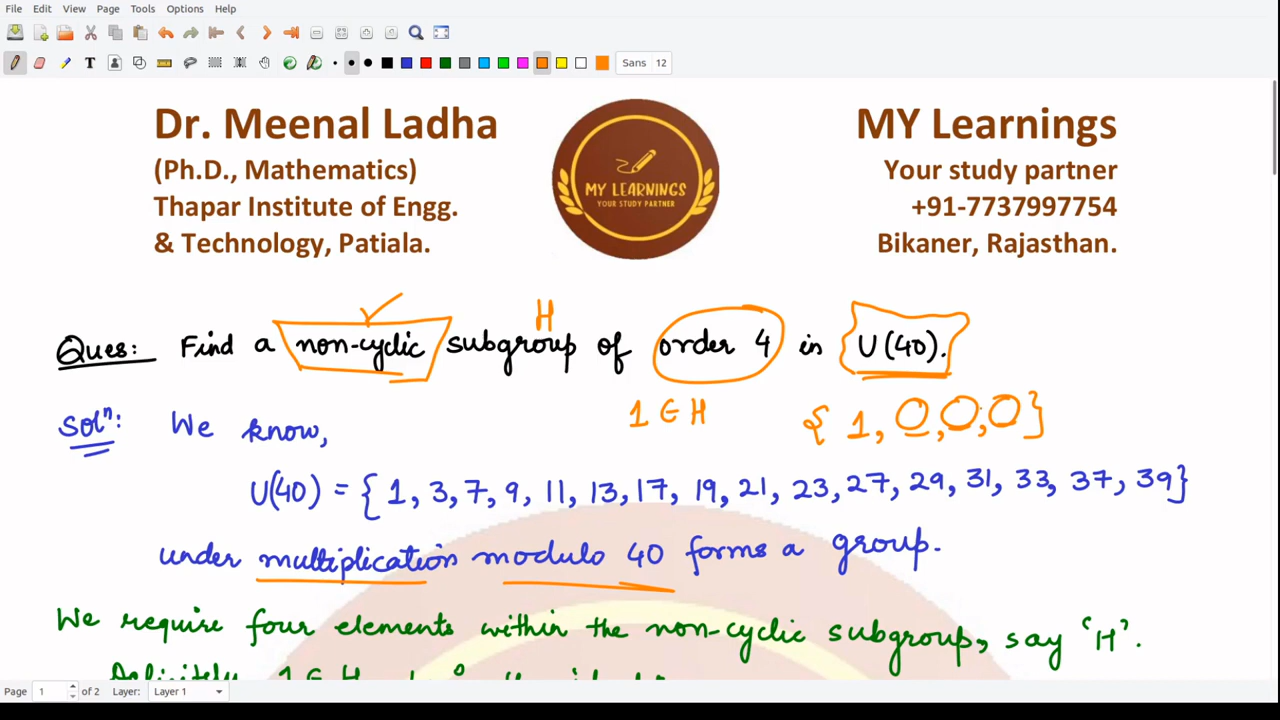 File Edit View Page Tools Options Help
Sans 12
Dr. Meenal Ladha
(Ph.D., Mathematics)
Thapar Institute of Engg.
& Technology, Patiala.
MY LEARNINGS
YOUR STUDY PARTNER
MY Learnings
Your study partner
+91-7737997754
Bikaner, Rajasthan.
H
Ques: Find a non-cyclic subgroup of order 4 in U(40).
1 ∈ H { 1, O, O, O }
Solⁿ: We know,
U(40) = { 1, 3, 7, 9, 11, 13, 17, 19, 21, 23, 27, 29, 31, 33, 37, 39 }
under multiplication modulo 40 forms a group.
We require four elements within the non-cyclic subgroup, say 'H'.
Definitely 1 ∈ H
Page 1 of 2 Layer: Layer 1